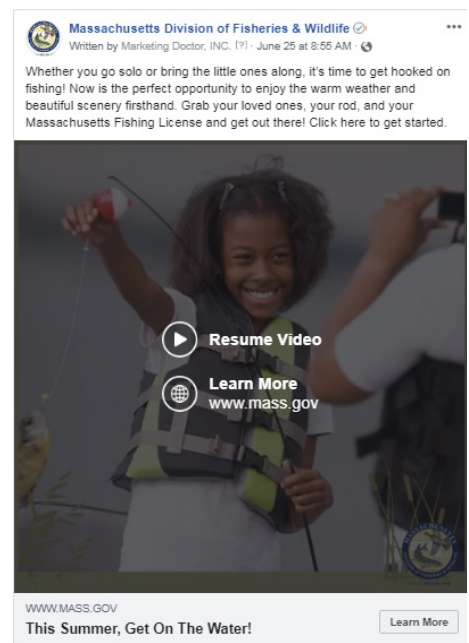 Massachusetts Division of Fisheries & Wildlife
Written by Marketing Doctor, INC. [?] · June 25 at 8:55 AM ·
Whether you go solo or bring the little ones along, it's time to get hooked on
fishing! Now is the perfect opportunity to enjoy the warm weather and
beautiful scenery firsthand. Grab your loved ones, your rod, and your
Massachusetts Fishing License and get out there! Click here to get started.
Resume Video
Learn More
www.mass.gov
MASSACHUSETTS
WWW.MASS.GOV
This Summer, Get On The Water!
Learn More